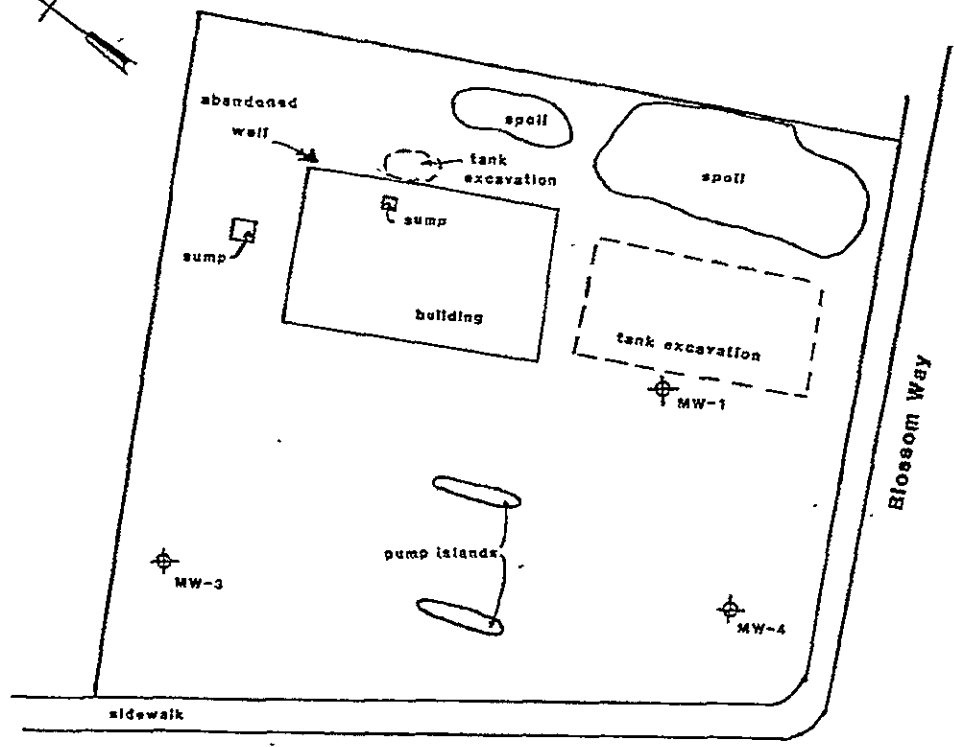 abandoned
well
spoil
tank
excavation
spoil
sump
sump
building
tank excavation
MW-1
Blossom Way
pump islands
MW-3
MW-4
sidewalk